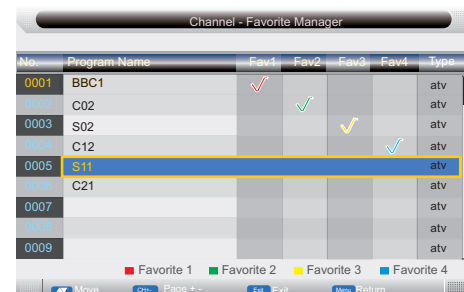 Channel - Favorite Manager
No. Program Name Fav1 Fav2 Fav3 Fav4 Type
0001 BBC1 atv
0002 C02 atv
0003 S02 atv
0004 C12 atv
0005 S11 atv
0006 C21 atv
0007 atv
0008 atv
0009 atv
Favorite 1 Favorite 2 Favorite 3 Favorite 4
Move CH+- Page + - Exit Exit Menu Return